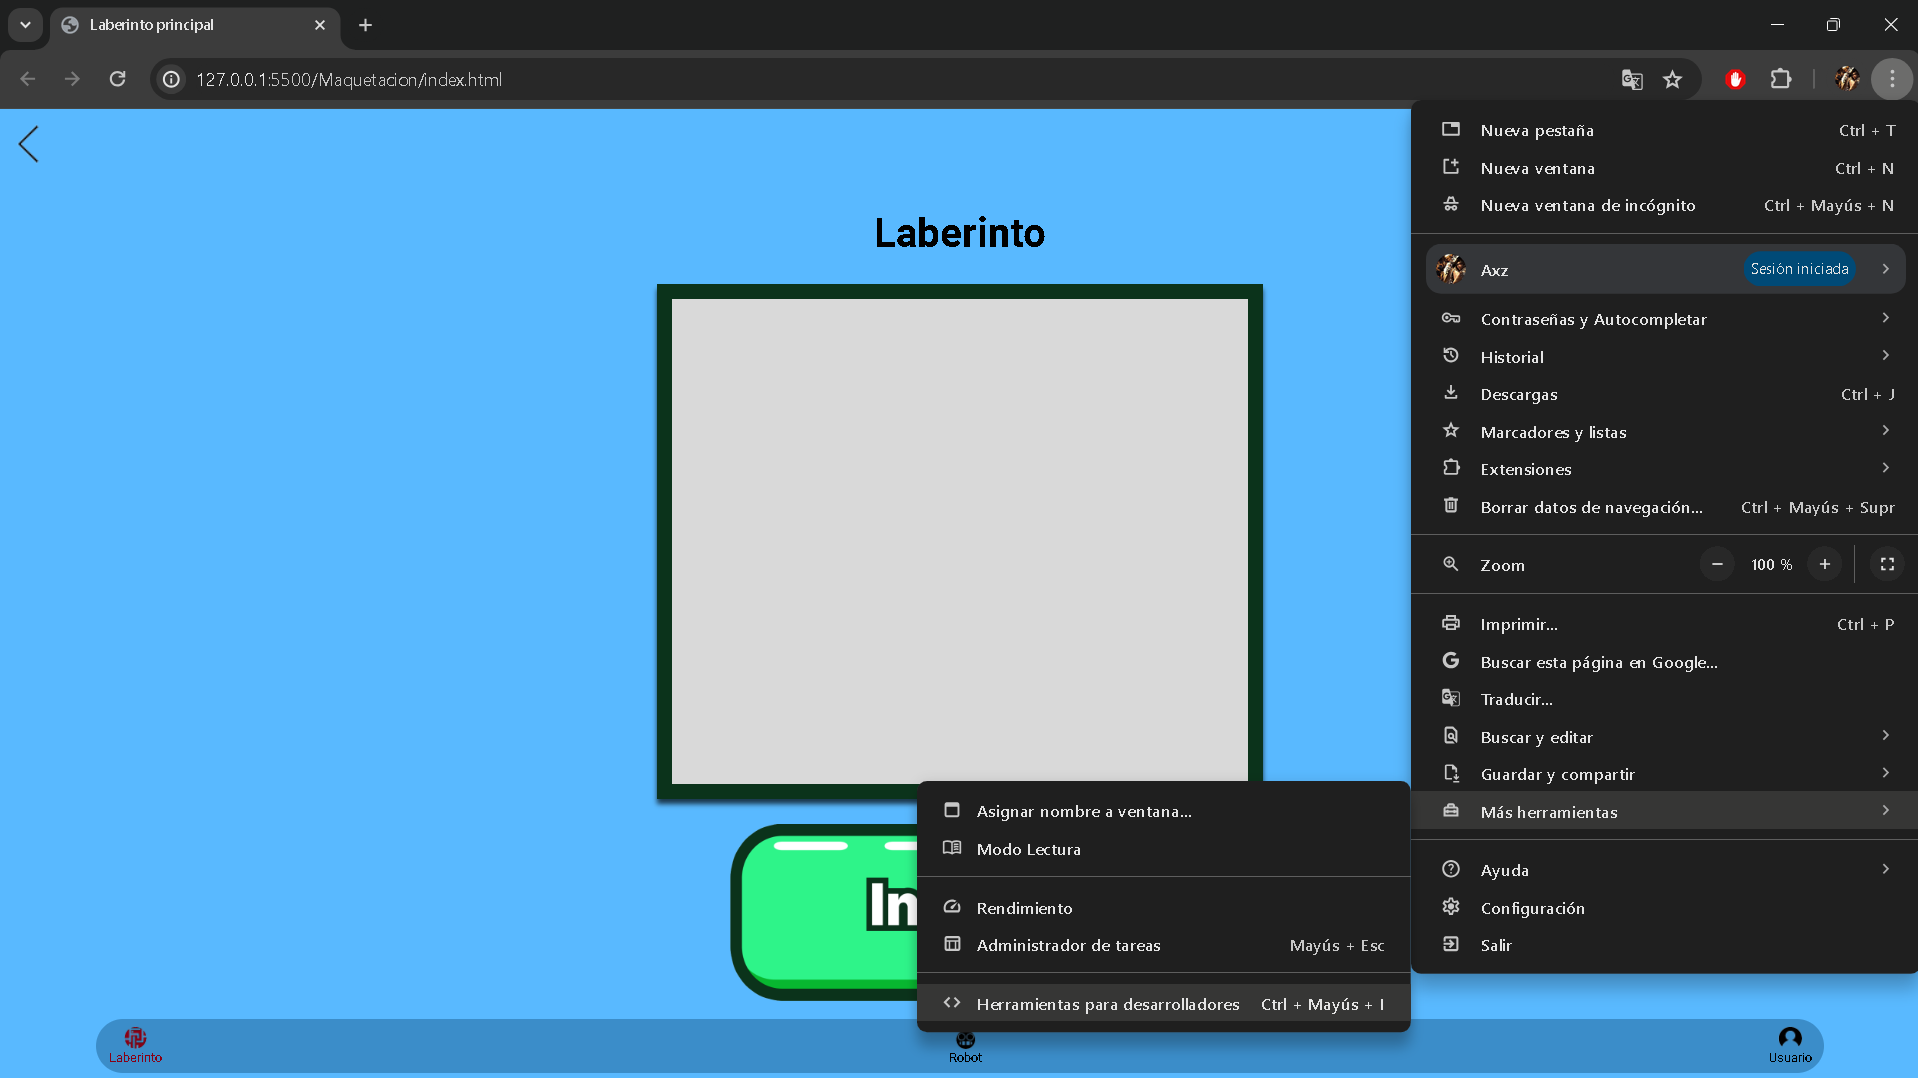 Laberinto principal
127.0.0.1:5500/Maquetacion/index.html
Laberinto
Nueva pestaña Ctrl + T
Nueva ventana Ctrl + N
Nueva ventana de incógnito Ctrl + Mayús + N
Axz Sesión iniciada
Contraseñas y Autocompletar
Historial
Descargas Ctrl + J
Marcadores y listas
Extensiones
Borrar datos de navegación... Ctrl + Mayús + Supr
Zoom 100 %
Imprimir... Ctrl + P
Buscar esta página en Google...
Traducir...
Buscar y editar
Guardar y compartir
Más herramientas
Ayuda
Configuración
Salir
Asignar nombre a ventana...
Modo Lectura
Rendimiento
Administrador de tareas Mayús + Esc
Herramientas para desarrolladores Ctrl + Mayús + I
In
Laberinto
Robot
Usuario